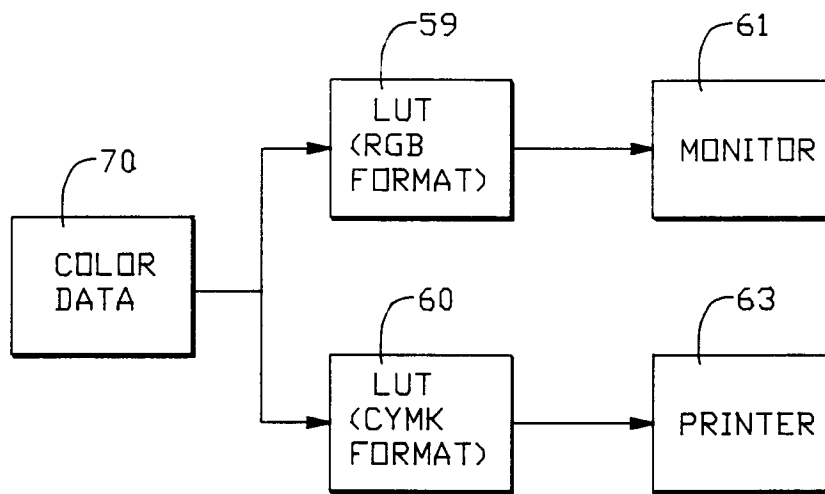 59
LUT
(RGB
FORMAT)
61
MONITOR
70
COLOR
DATA
60
LUT
(CYMK
FORMAT)
63
PRINTER